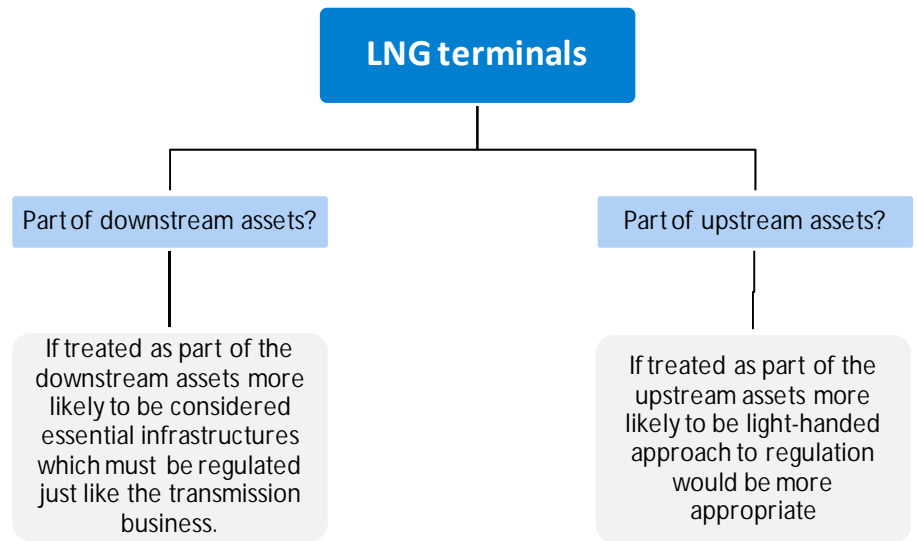 LNG terminals
Part of downstream assets?
Part of upstream assets?
If treated as part of the
downstream assets more
likely to be considered
essential infrastructures
which must be regulated
just like the transmission
business.
If treated as part of the
upstream assets more
likely to be light-handed
approach to regulation
would be more
appropriate